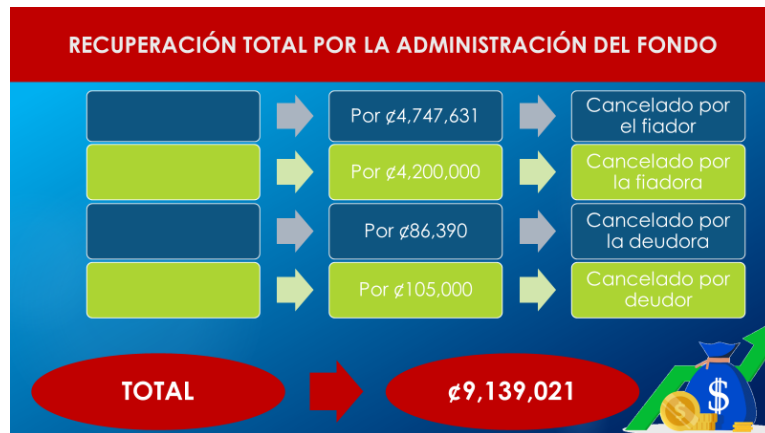 RECUPERACIÓN TOTAL POR LA ADMINISTRACIÓN DEL FONDO
Por ₡4,747,631
Cancelado por
el fiador
Por ₡4,200,000
Cancelado por
la fiadora
Por ₡86,390
Cancelado por
la deudora
Por ₡105,000
Cancelado por
deudor
TOTAL
₡9,139,021
$
$